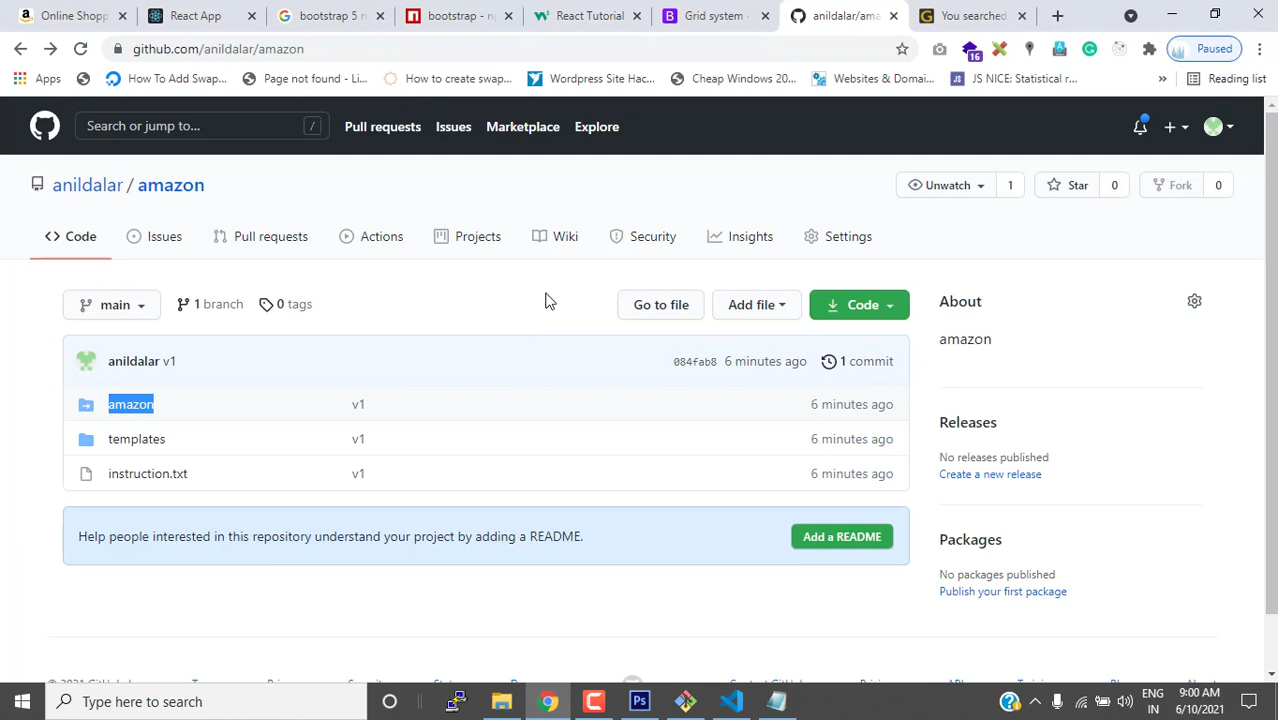 Online Shopp
React App
bootstrap 5 n
bootstrap - np
React Tutorial
Grid system
anildalar/ama
You searched
github.com/anildalar/amazon
16
Paused
Apps
How To Add Swap...
Page not found - Li...
How to create swap...
Wordpress Site Hac...
Cheap Windows 20...
Websites & Domai...
JS NICE: Statistical r...
»
Reading list
Search or jump to...
/
Pull requests
Issues
Marketplace
Explore
anildalar / amazon
Unwatch
1
Star
0
Fork
0
Code
Issues
Pull requests
Actions
Projects
Wiki
Security
Insights
Settings
main
1 branch
0 tags
Go to file
Add file
Code
About
amazon
anildalar v1
084fab8 6 minutes ago
1 commit
amazon
v1
6 minutes ago
templates
v1
6 minutes ago
instruction.txt
v1
6 minutes ago
Releases
No releases published
Create a new release
Help people interested in this repository understand your project by adding a README.
Add a README
Packages
No packages published
Publish your first package
Type here to search
Ps
ENG
IN
9:00 AM
6/10/2021